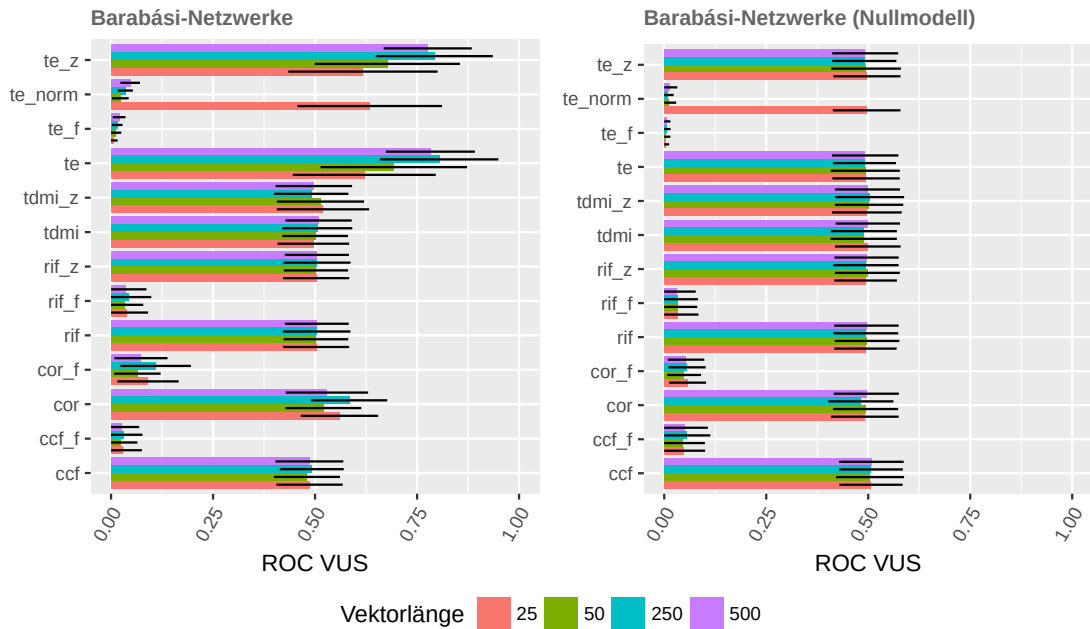 Barabási-Netzwerke
te_z
te_norm
te_f
te
tdmi_z
tdmi
rif_z
rif_f
rif
cor_f
cor
ccf_f
ccf
0.00
0.25
0.50
0.75
1.00
ROC VUS
Barabási-Netzwerke (Nullmodell)
te_z
te_norm
te_f
te
tdmi_z
tdmi
rif_z
rif_f
rif
cor_f
cor
ccf_f
ccf
0.00
0.25
0.50
0.75
1.00
ROC VUS
Vektorlänge 25 50 250 500